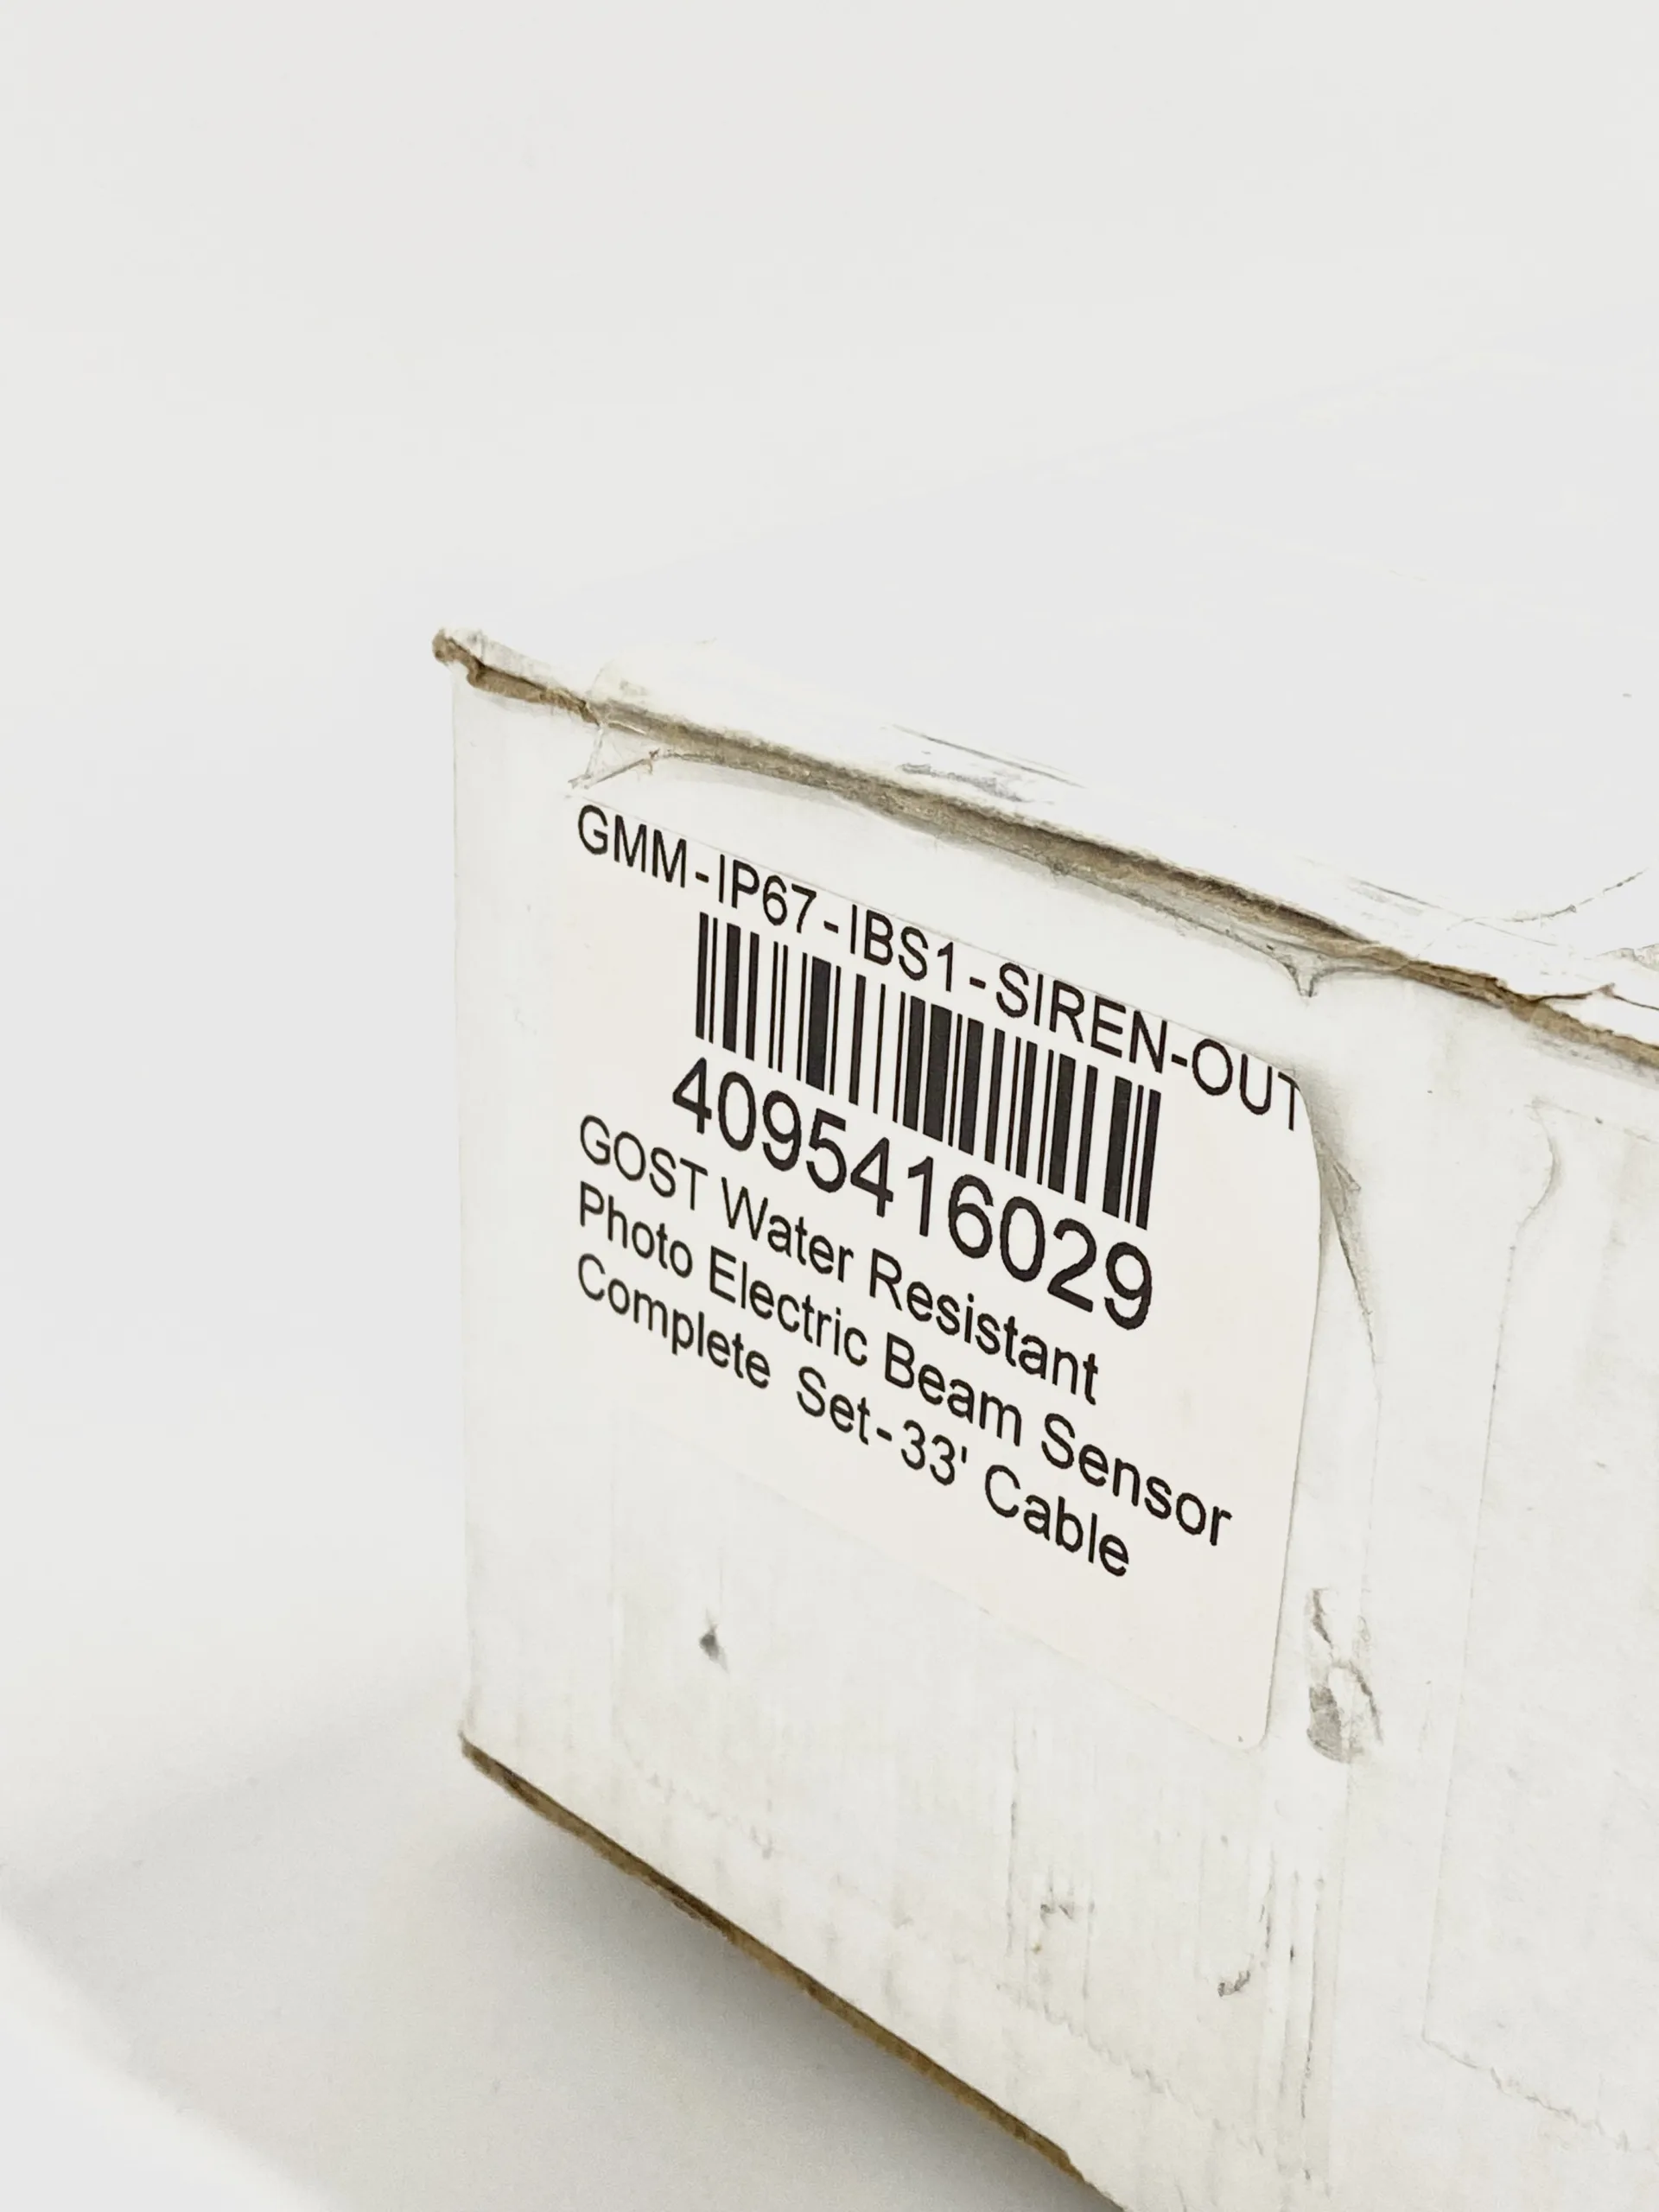 GMM-IP67-IBS1-SIREN-OUT
4095416029
GOST Water Resistant
Photo Electric Beam Sensor
Complete Set-33' Cable